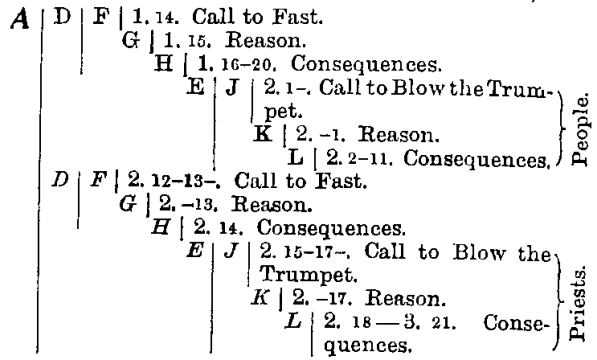 A | D | F | 1. 14. Call to Fast.
G | 1. 15. Reason.
H | 1. 16-20. Consequences.
E | J | 2. 1-. Call to Blow the Trum-
pet.
K | 2. -1. Reason.
L | 2. 2-11. Consequences.
People.
D | F | 2. 12-13-. Call to Fast.
G | 2. -13. Reason.
H | 2. 14. Consequences.
E | J | 2. 15-17-. Call to Blow the
Trumpet.
K | 2. -17. Reason.
L | 2. 18—3. 21. Conse-
quences.
Priests.